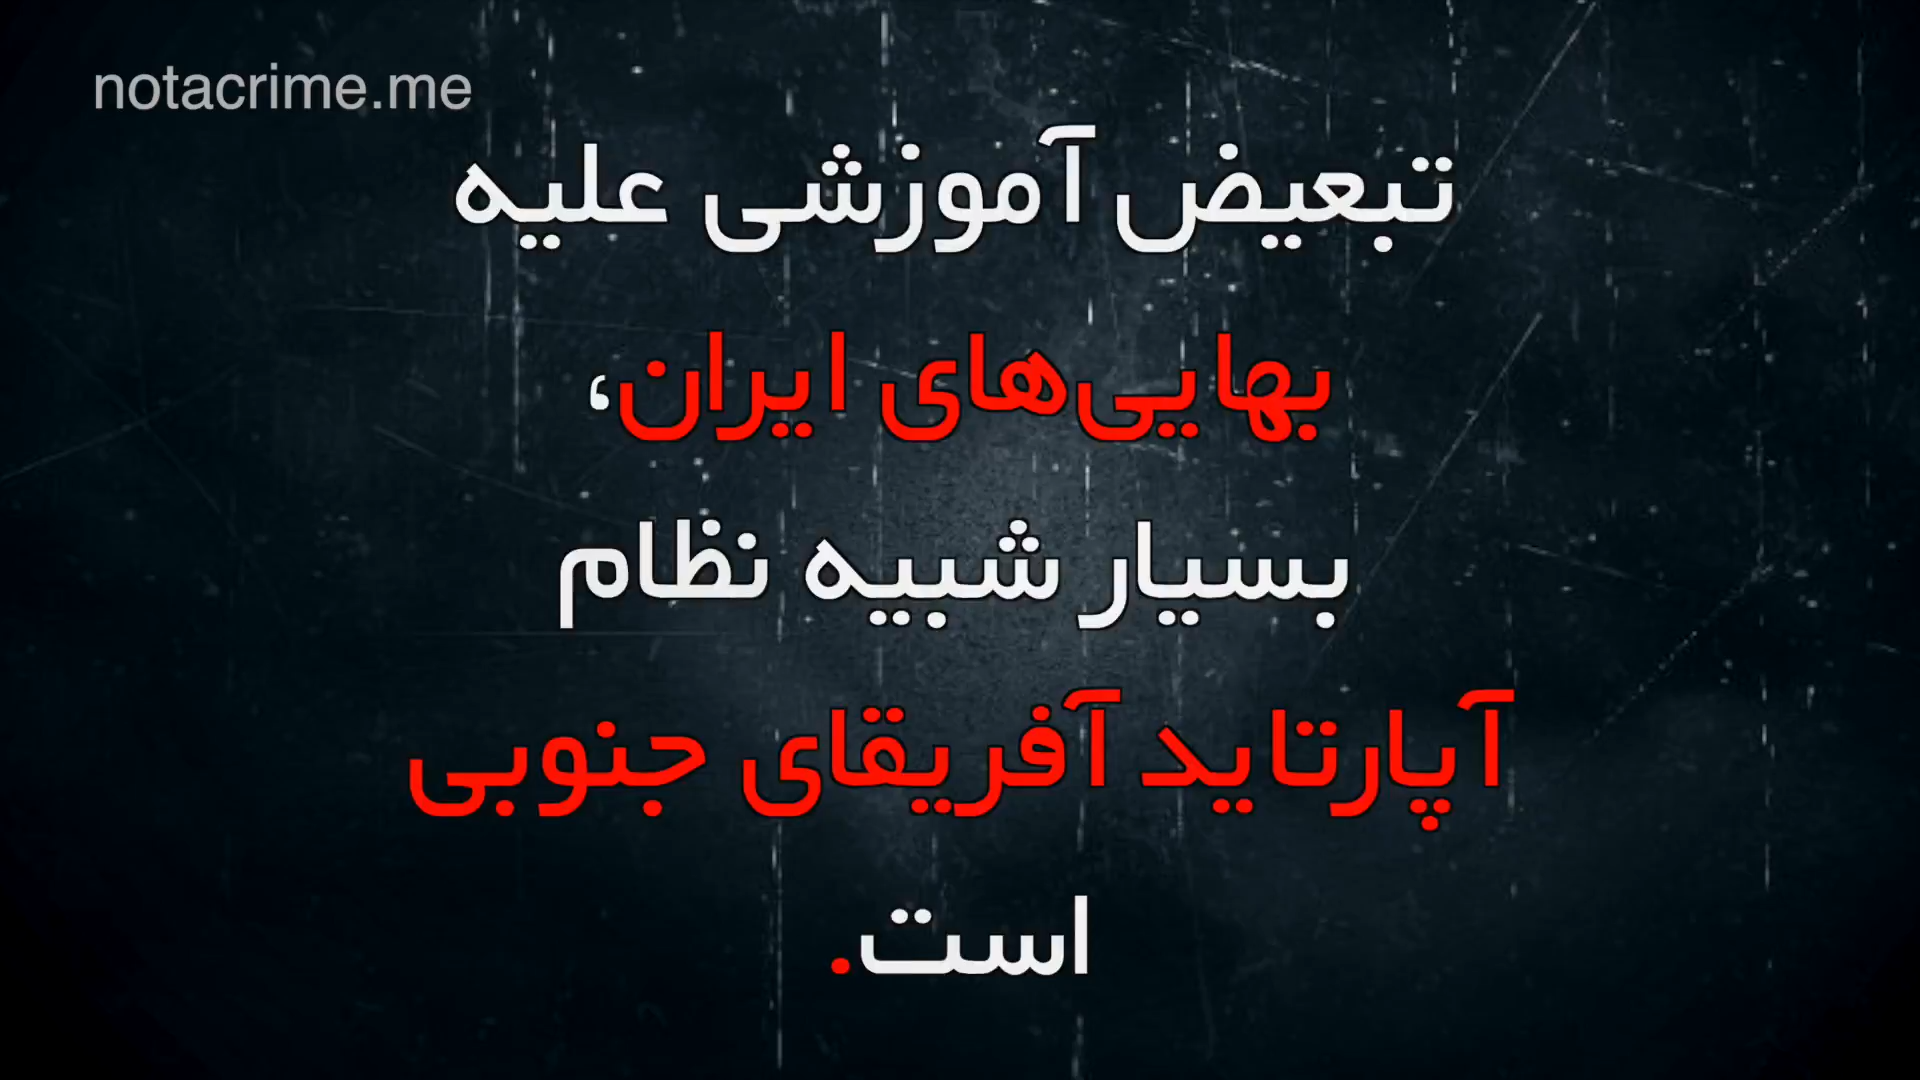 notacrime.me
تبعیض آموزشی علیه
بهایی‌های ایران،
بسیار شبیه نظام
آپارتاید آفریقای جنوبی
است.